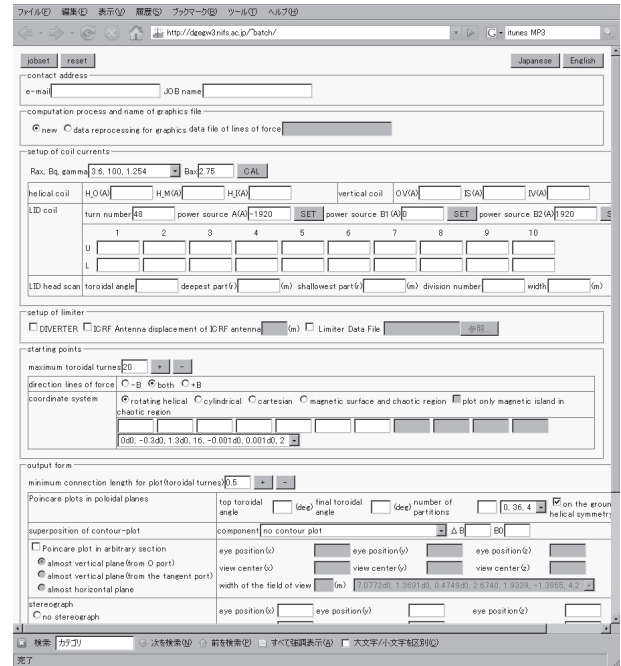 ファイル(F) 編集(E) 表示(V) 履歴(S) ブックマーク(B) ツール(T) ヘルプ(H)
http://dgegw3.nifs.ac.jp/~batch/ itunes MP3
jobset reset Japanese English
contact address
e-mail JOB name
computation process and name of graphics file
new data reprocessing for graphics data file of lines of force
setup of coil currents
Rax, Bq, gamma 3.6, 100, 1.254 Bax 2.75 CAL
helical coil H_O(A) H_M(A) H_I(A) vertical coil OV(A) IS(A) IV(A)
LID coil turn number 48 power source A(A) -1920 SET power source B1(A) 0 SET power source B2(A) 1920 S
1 2 3 4 5 6 7 8 9 10
U
L
LID head scan toroidal angle deepest part(r) (m) shallowest part(r) (m) division number width (m)
setup of limiter
DIVERTER ICRF Antenna displacement of ICRF antenna (m) Limiter Data File 参照...
starting points
maximum toroidal turnes 20 + -
direction lines of force -B both +B
coordinate system rotating helical cylindrical cartesian magnetic surface and chaotic region plot only magnetic island in
chaotic region
0d0, -0.3d0, 1.3d0, 16, -0.001d0, 0.001d0, 2
output form
minimum connection length for plot(toroidal turnes) 0.5 + -
Poincare plots in poloidal planes top toroidal angle (deg) final toroidal angle (deg) number of partitions 0, 36, 4 on the groun
helical symmetry
superposition of contour-plot component no contour plot Δ B B0
Poincare plot in arbitrary section eye position(x) eye position(y) eye position(z)
almost vertical plane(from O port) view center(x) view center(y) view center(z)
almost vertical plane(from the tangent port)
almost horizontal plane width of the field of view (m) 7.0772d0, 1.3691d0, 0.4749d0, 2.6740, 1.9339, -1.3955, 4.2
stereograph eye position(x) eye position(y) eye position(z)
no stereograph
検索: カテゴリ 次を検索(N) 前を検索(P) すべて強調表示(A) 大文字/小文字を区別(C)
完了